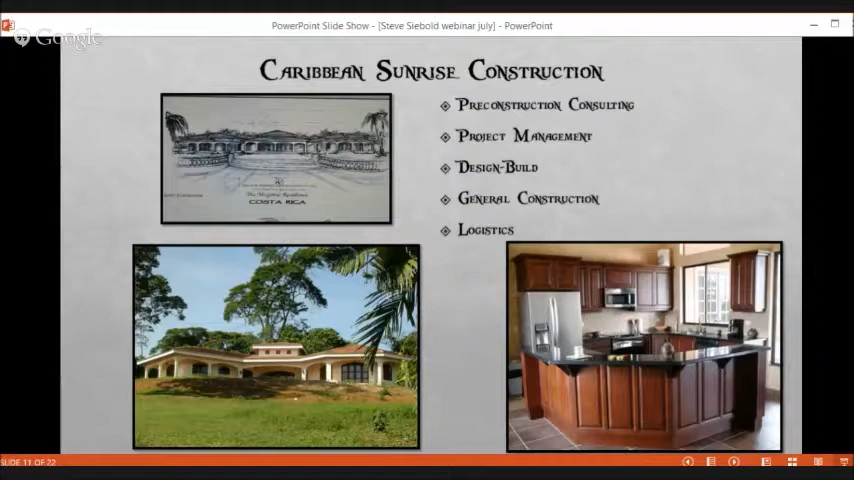 PowerPoint Slide Show - [Steve Siebold webinar july] - PowerPoint
Google
Caribbean Sunrise Construction
Preconstruction Consulting
Project Management
Design-Build
General Construction
Logistics
COSTA RICA
SLIDE 11 OF 22